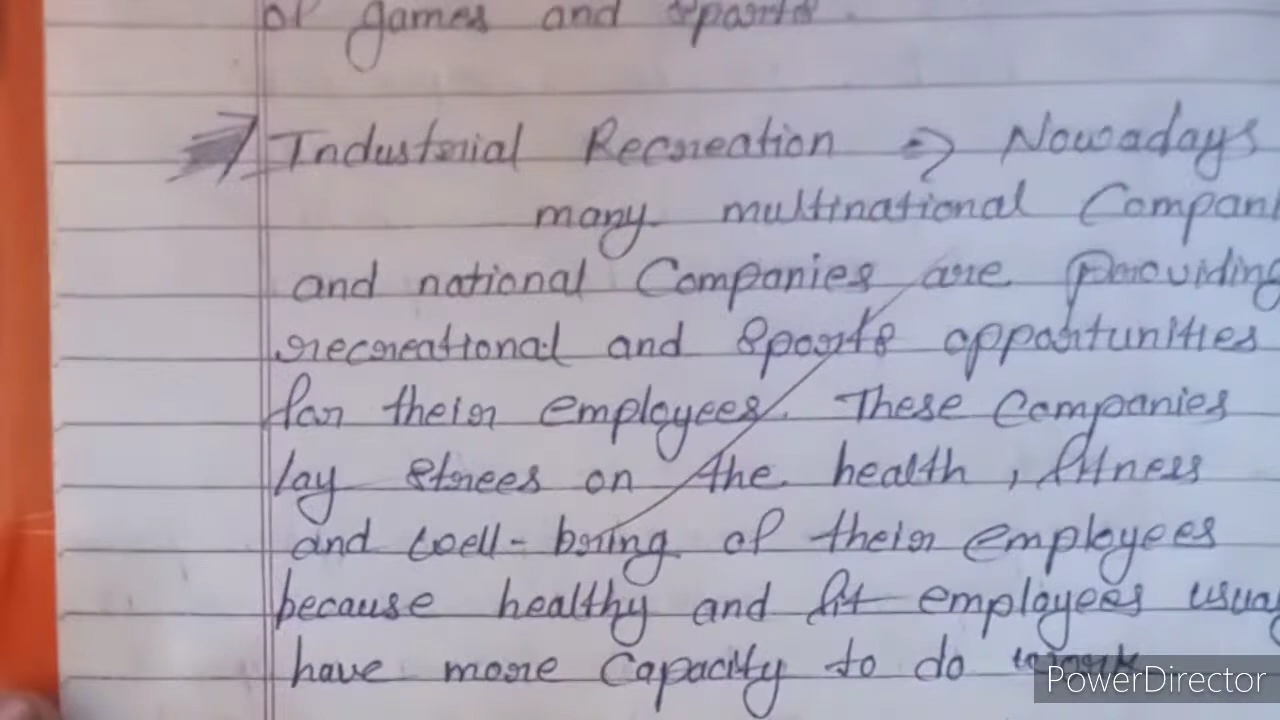 of games and sports
Industrial Recreation ⇒ Nowadays
many multinational Compan
and national Companies are providing
recreational and sports opportunities
for their employees. These Companies
lay strees on the health, fitness
and well-bring of their employees
because healthy and fit employees usua
have more Capacity to do work
PowerDirector